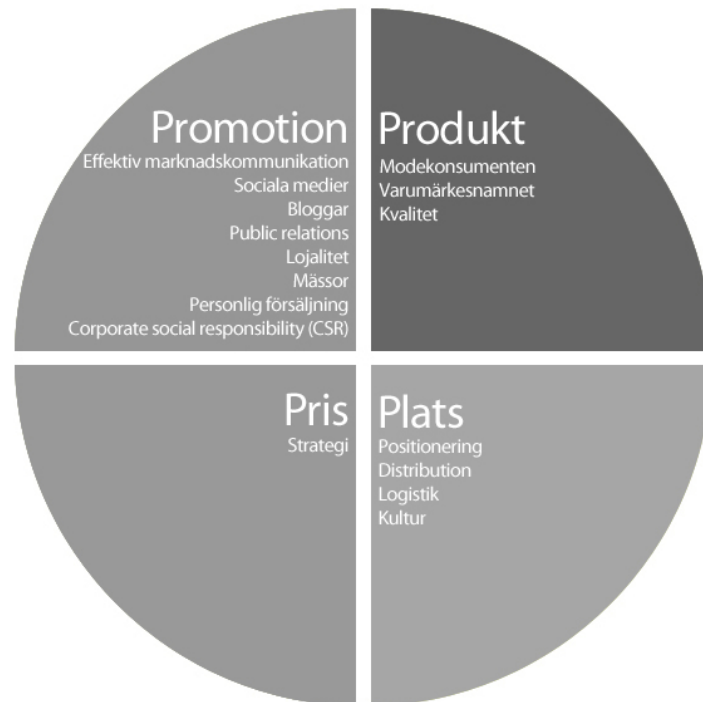 Promotion
Effektiv marknadskommunikation
Sociala medier
Bloggar
Public relations
Lojalitet
Mässor
Personlig försäljning
Corporate social responsibility (CSR)
Produkt
Modekonsumenten
Varumärkesnamnet
Kvalitet
Pris
Strategi
Plats
Positionering
Distribution
Logistik
Kultur